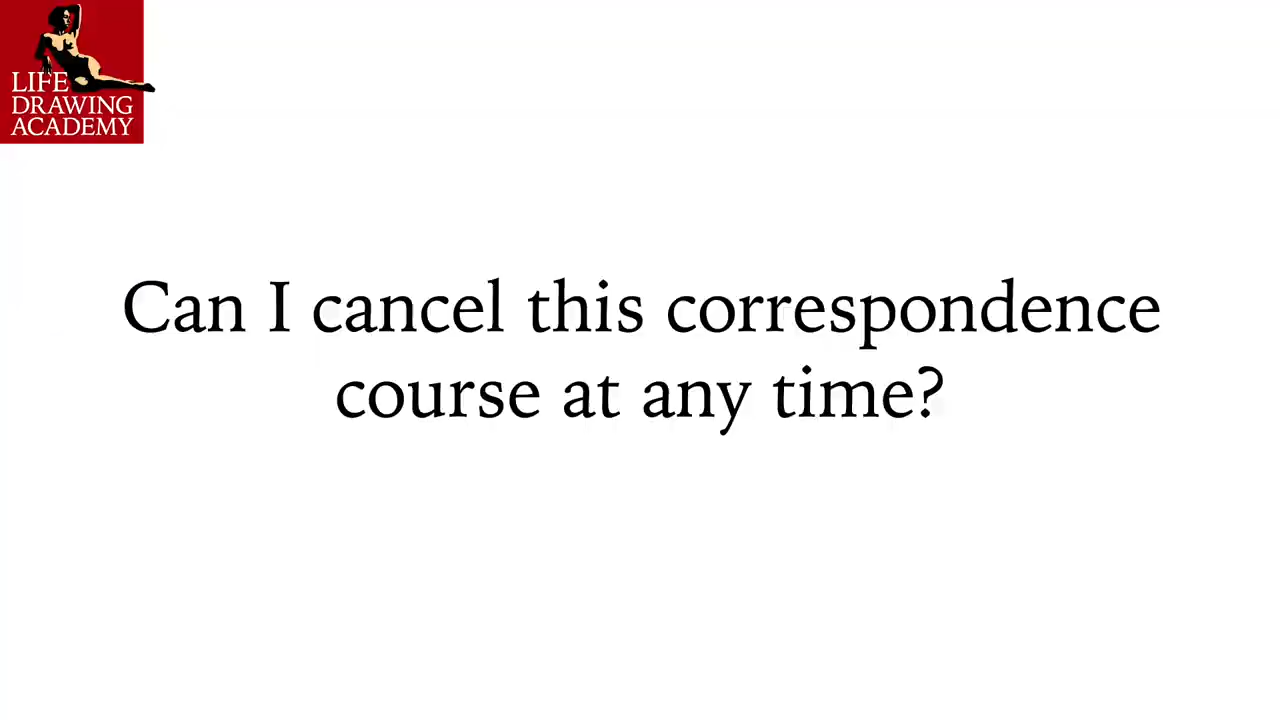 LIFE
DRAWING
ACADEMY
Can I cancel this correspondence
course at any time?